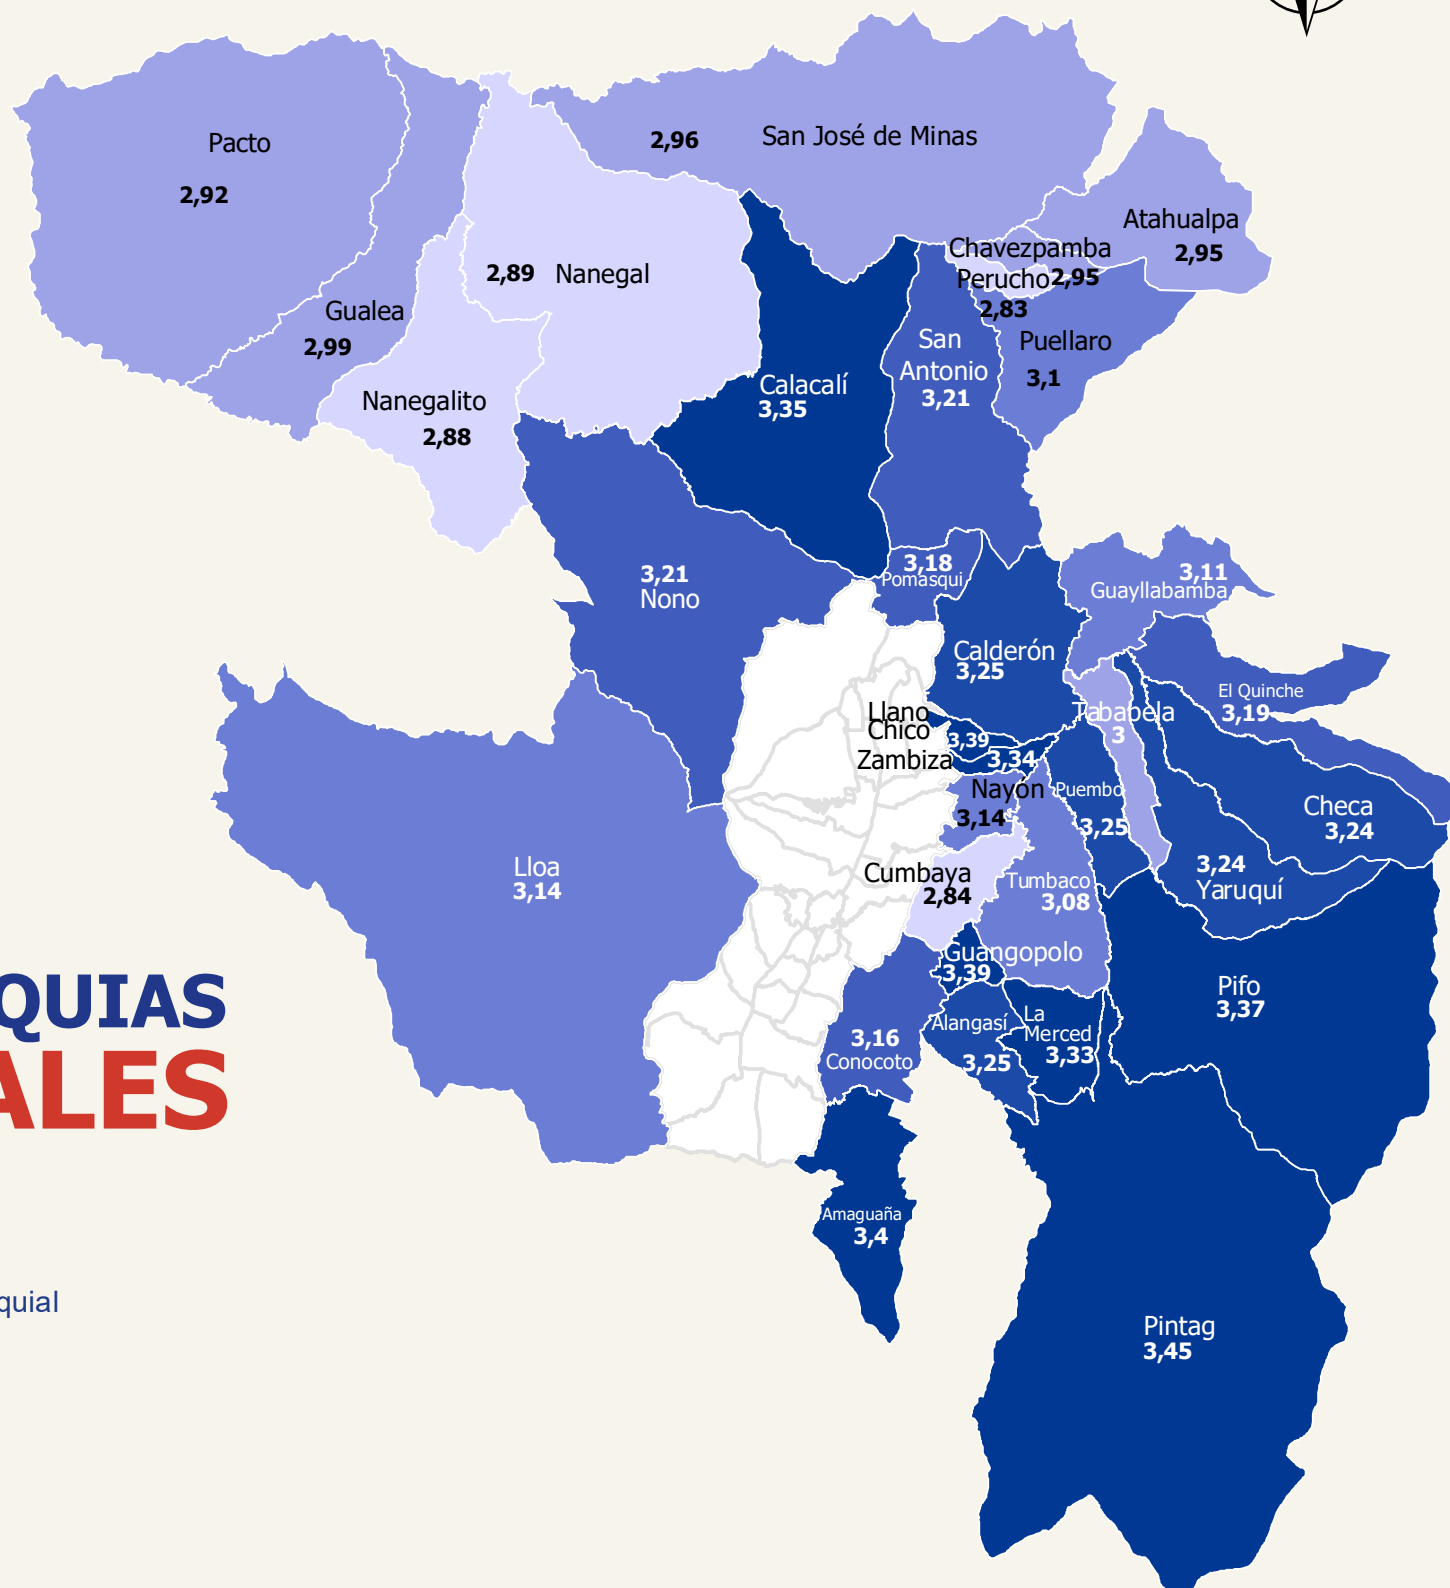 Pacto
2,92
2,96
San José de Minas
Atahualpa
2,95
Chavezpamba
2,95
Perucho
2,83
2,89
Nanegal
Gualea
2,99
Puellaro
3,1
San
Antonio
3,21
Calacalí
3,35
Nanegalito
2,88
3,21
Nono
3,18
Pomasqui
3,11
Guayllabamba
Calderón
3,25
El Quinche
3,19
Tababela
3
Llano
Chico
3,39
Zambiza
3,34
Nayón
3,14
Puembo
3,25
Checa
3,24
3,24
Yaruquí
Lloa
3,14
Cumbaya
2,84
Tumbaco
3,08
Guangopolo
3,39
Pifo
3,37
QUIAS
ALES
3,16
Conocoto
Alangasí
3,25
La
Merced
3,33
Amaguaña
3,4
quial
Pintag
3,45